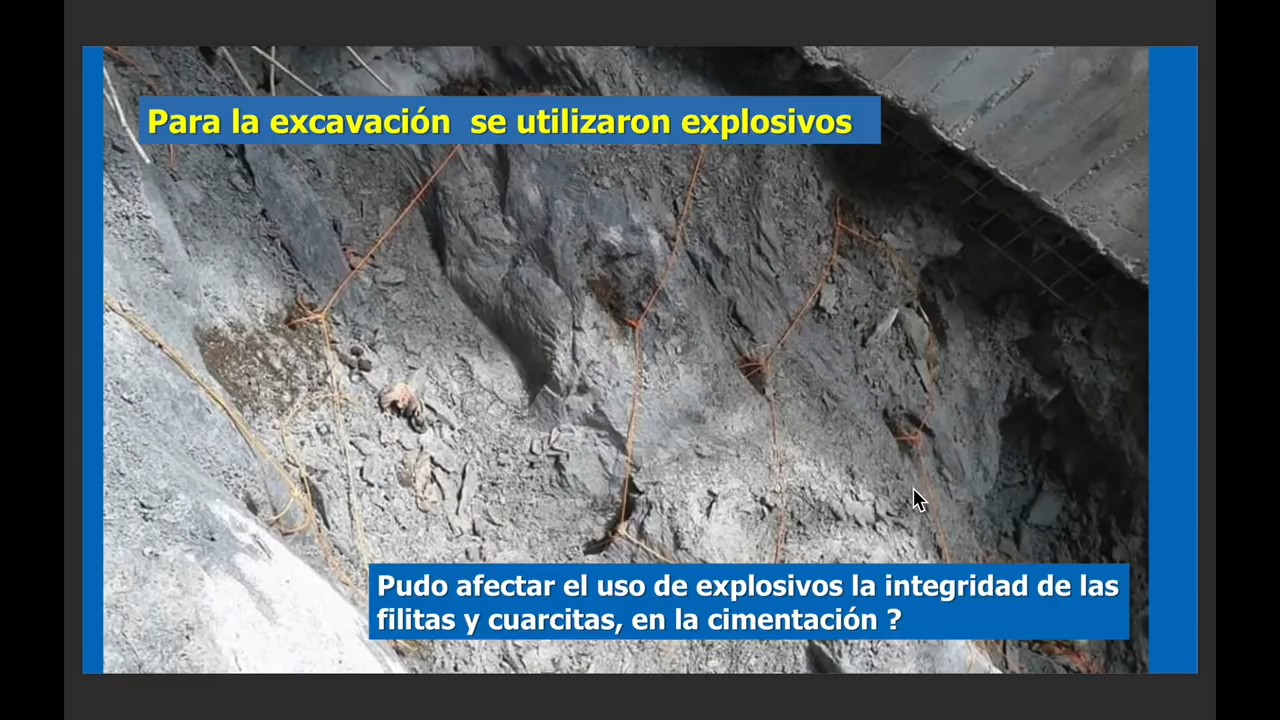 Para la excavación se utilizaron explosivos
Pudo afectar el uso de explosivos la integridad de las
filitas y cuarcitas, en la cimentación ?